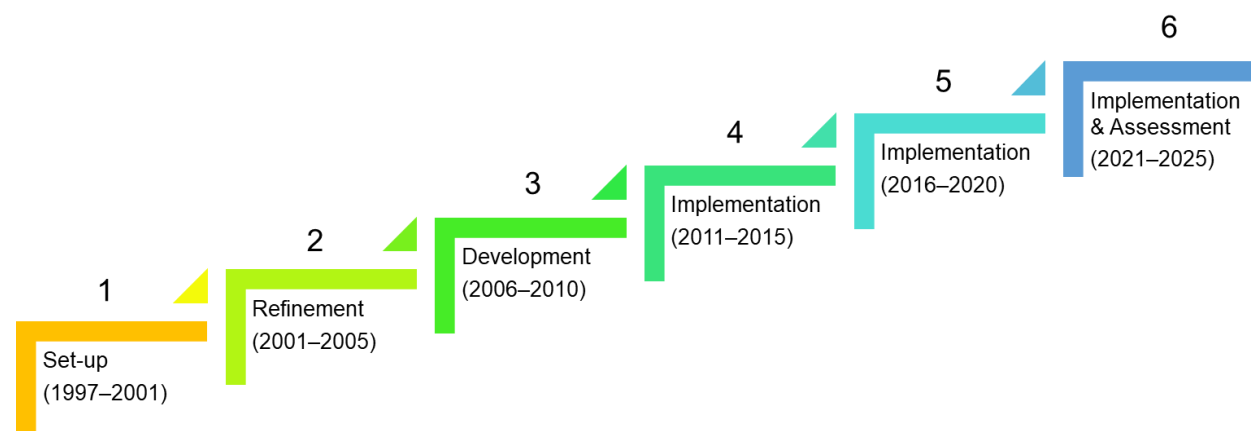 1
Set-up
(1997–2001)
2
Refinement
(2001–2005)
3
Development
(2006–2010)
4
Implementation
(2011–2015)
5
Implementation
(2016–2020)
6
Implementation
& Assessment
(2021–2025)